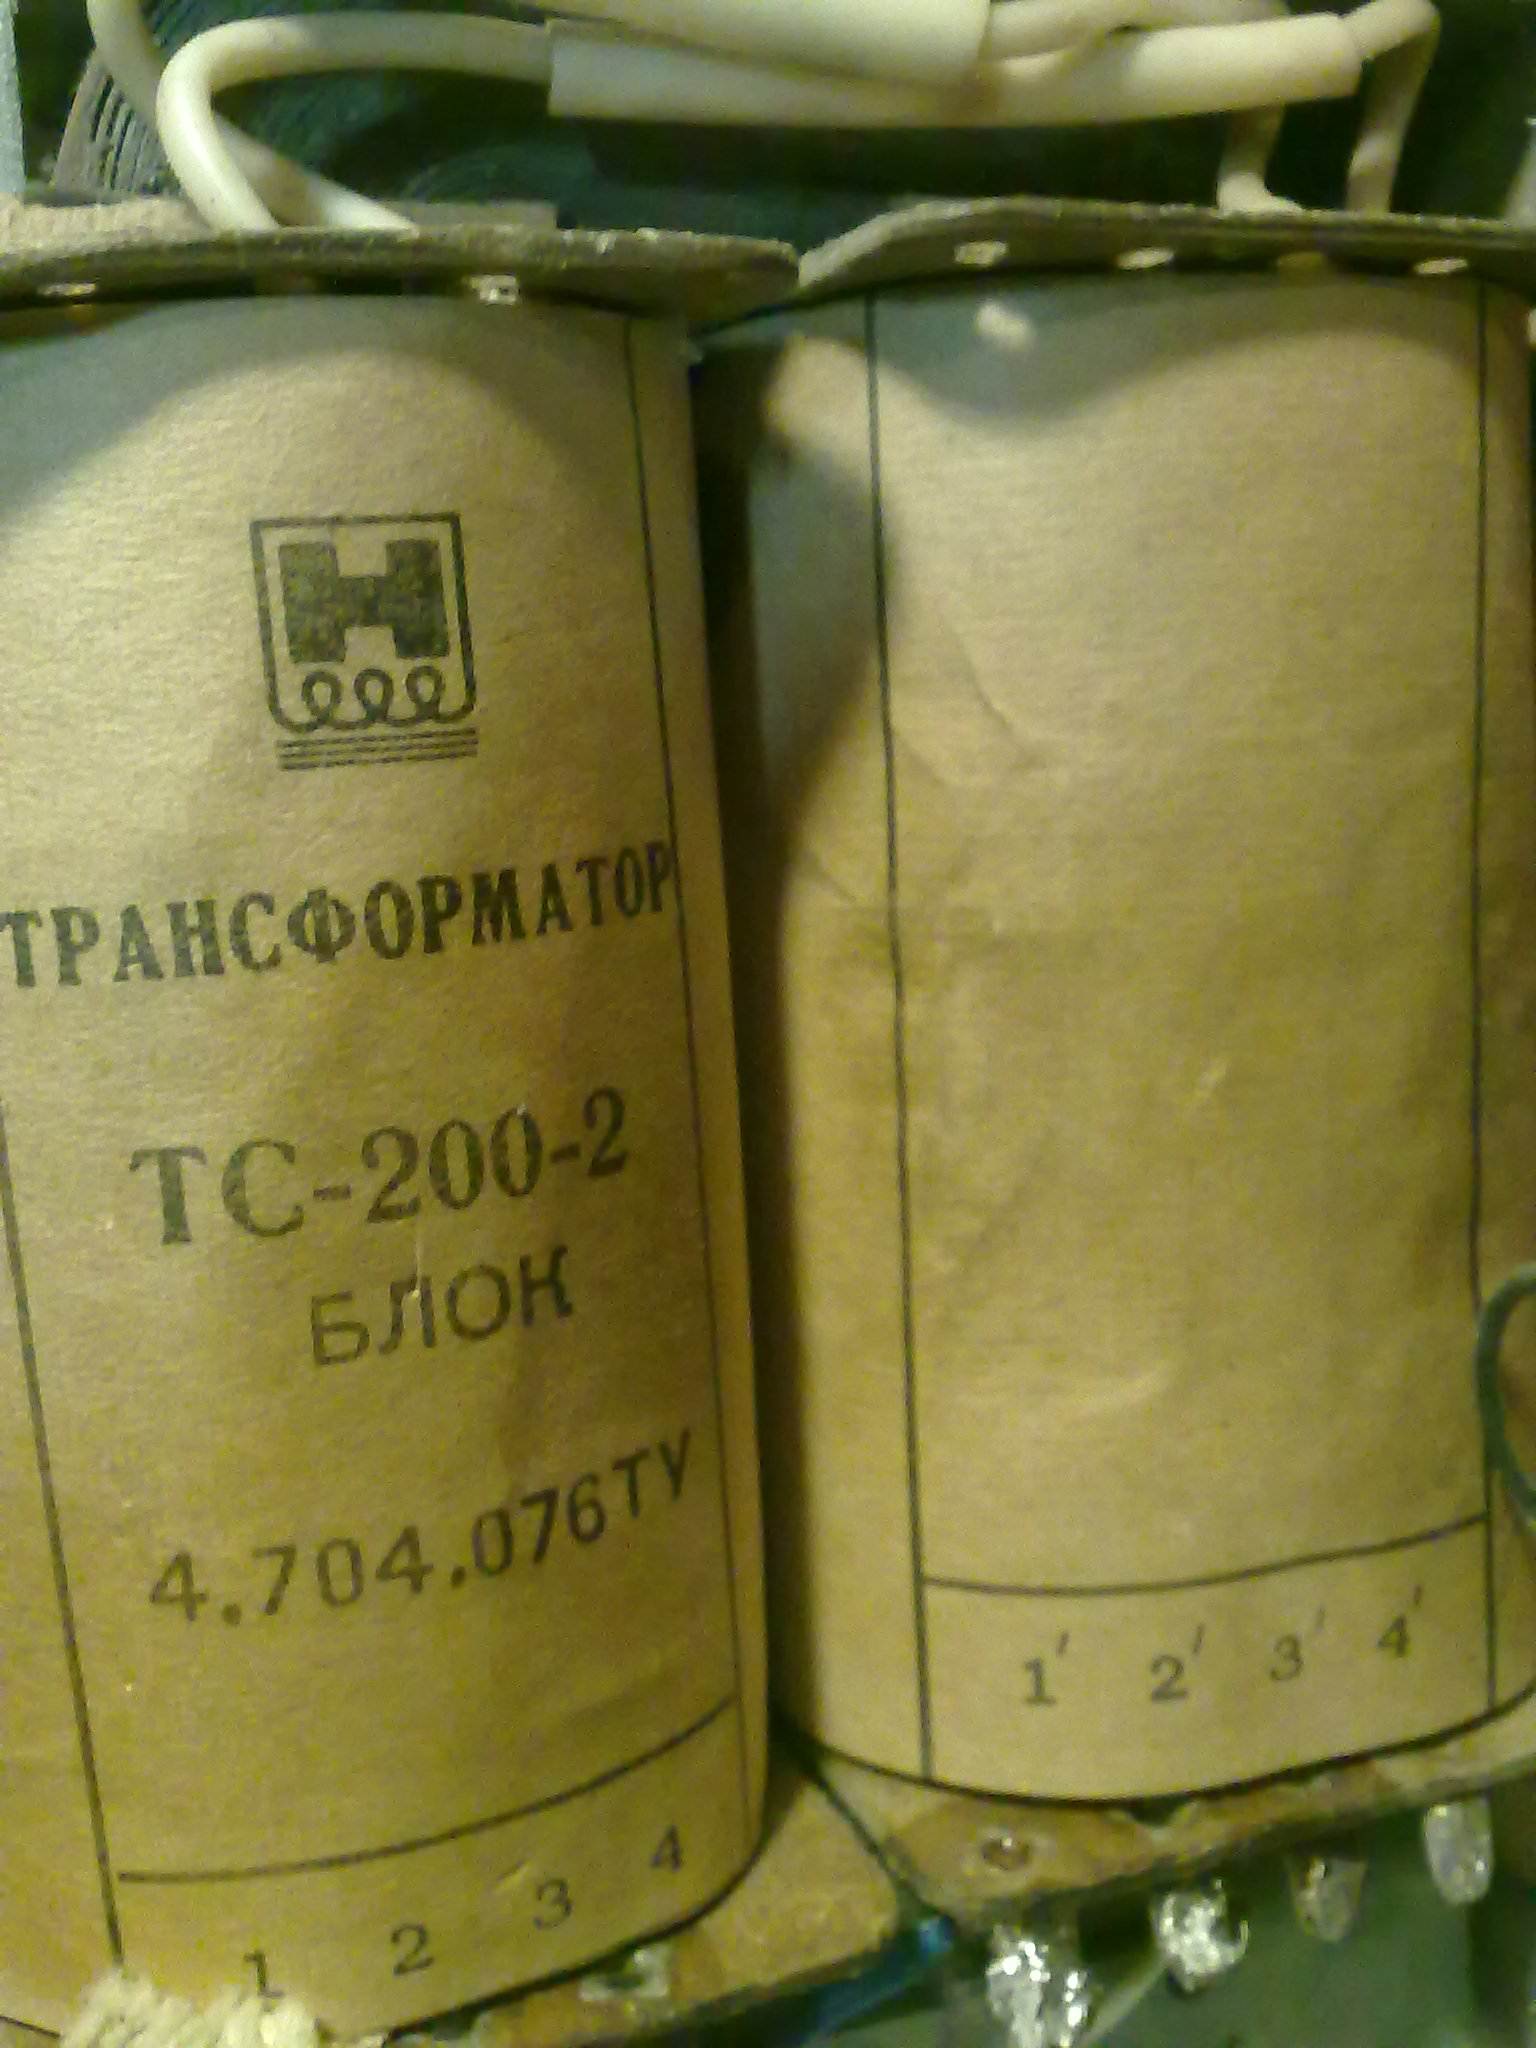 Н
ТРАНСФОРМАТОР
ТС-200-2
БЛОК
4.704.076ТУ
1 2 3 4
1' 2' 3' 4'